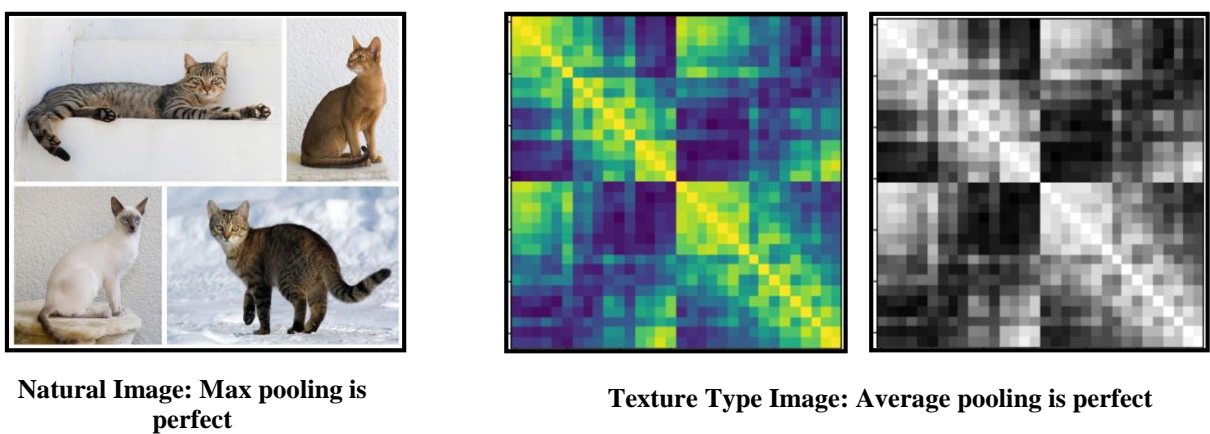 Natural Image: Max pooling is
perfect
Texture Type Image: Average pooling is perfect